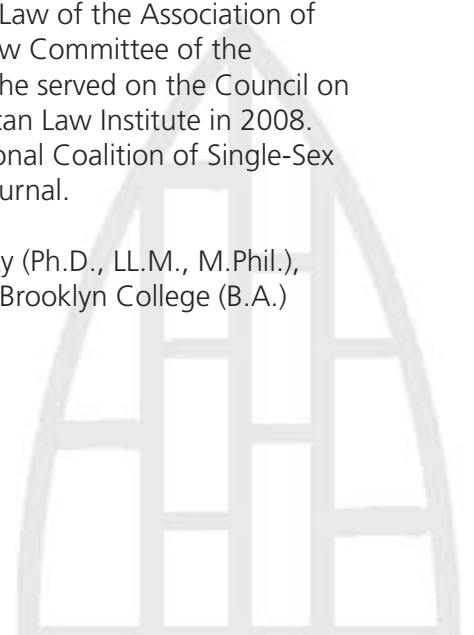 Law of the Association of
w Committee of the
he served on the Council on
can Law Institute in 2008.
onal Coalition of Single-Sex
urnal.
y (Ph.D., LL.M., M.Phil.),
Brooklyn College (B.A.)